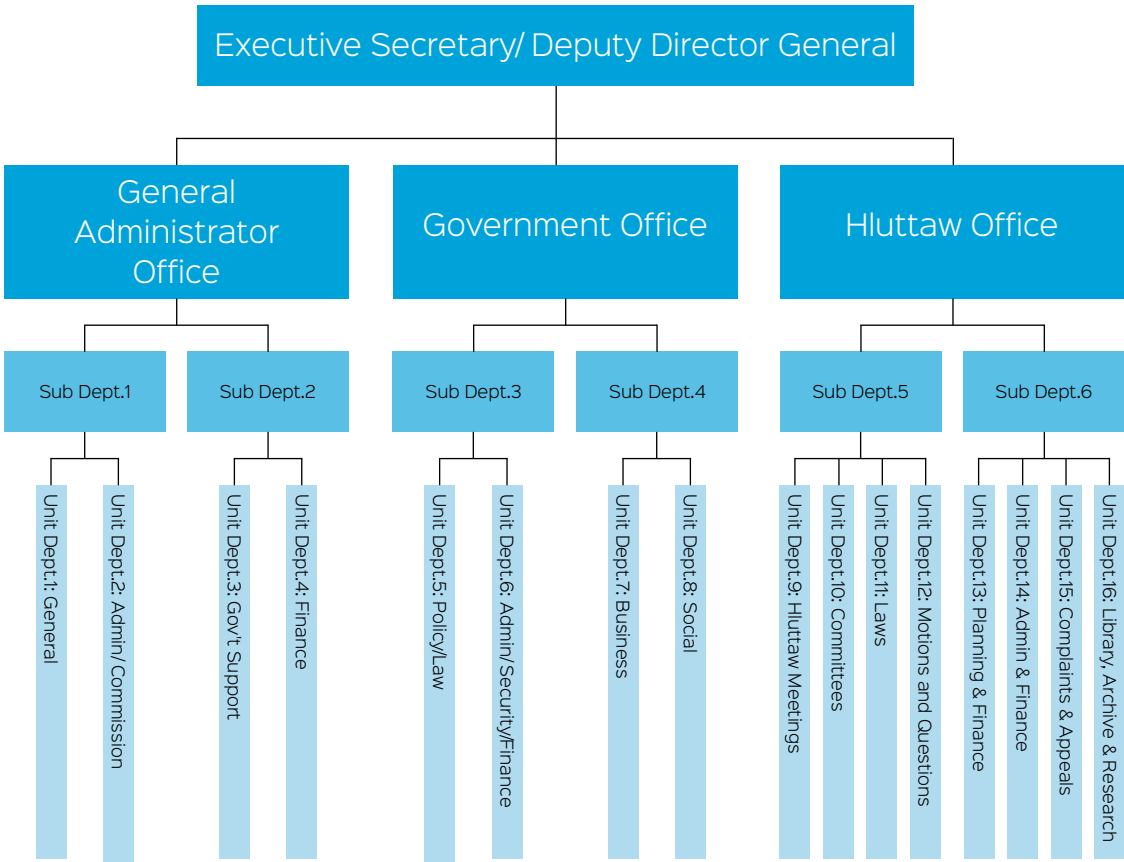 Executive Secretary/ Deputy Director General
General
Administrator
Office
Government Office
Hluttaw Office
Sub Dept.1
Sub Dept.2
Sub Dept.3
Sub Dept.4
Sub Dept.5
Sub Dept.6
Unit Dept.1: General
Unit Dept.2: Admin/Commission
Unit Dept.3: Gov't Support
Unit Dept.4: Finance
Unit Dept.5: Policy/Law
Unit Dept.6: Admin/Security/Finance
Unit Dept.7: Business
Unit Dept.8: Social
Unit Dept.9: Hluttaw Meetings
Unit Dept.10: Committees
Unit Dept.11: Laws
Unit Dept.12: Motions and Questions
Unit Dept.13: Planning & Finance
Unit Dept.14: Admin & Finance
Unit Dept.15: Complaints & Appeals
Unit Dept.16: Library, Archive & Research